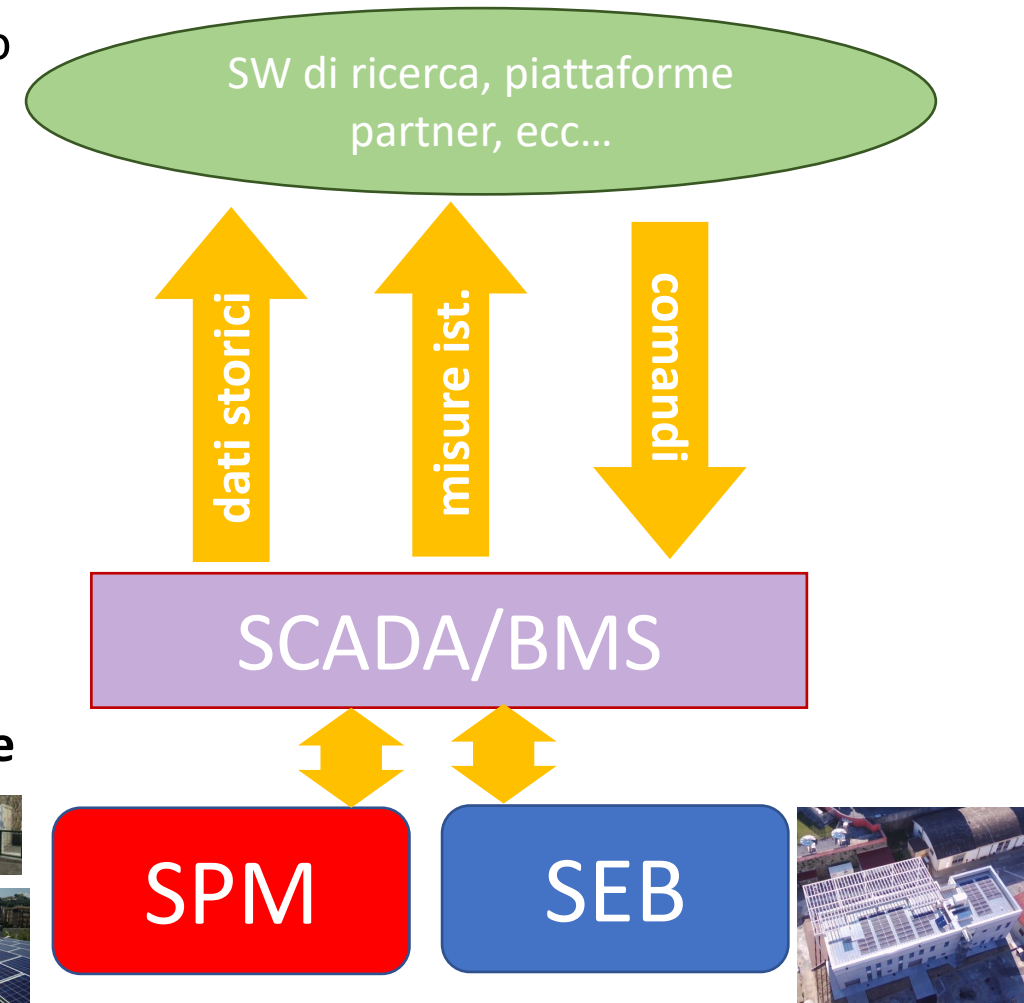 SW di ricerca, piattaforme
partner, ecc...
dati storici
misure ist.
comandi
SCADA/BMS
SPM
SEB